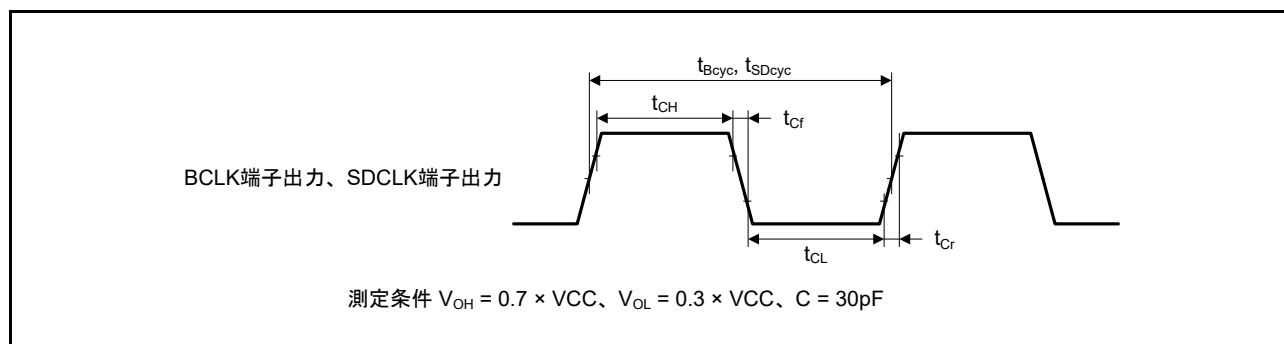 tBcyc, tSDcyc
tCH
tCf
BCLK端子出力、SDCLK端子出力
tCL
tCr
測定条件 VOH = 0.7 × VCC、VOL = 0.3 × VCC、C = 30pF